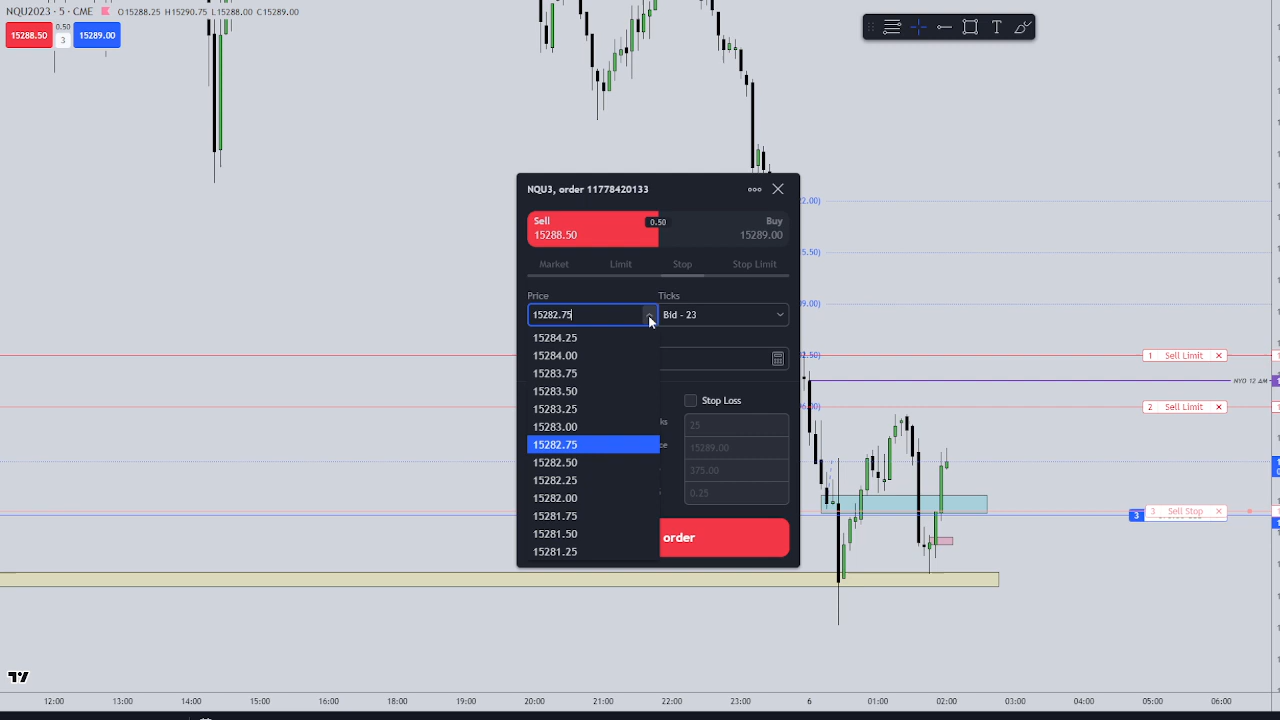 NQU2023 · 5 · CME O15288.25 H15290.75 L15288.00 C15289.00
15288.50 0.50 3 15289.00
NQU3, order 11778420133
Sell 0.50 Buy
15288.50 15289.00
Market Limit Stop Stop Limit
Price Ticks
15282.75 Bid - 23
15284.25
15284.00
15283.75
15283.50
15283.25
15283.00
15282.75
15282.50
15282.25
15282.00
15281.75
15281.50
15281.25
Stop Loss
25
15289.00
375.00
0.25
order
1 Sell Limit
NYO 12 AM
2 Sell Limit
3 3 Sell Stop
12:00 13:00 14:00 15:00 16:00 17:00 18:00 19:00 20:00 21:00 22:00 23:00 6 01:00 02:00 03:00 04:00 05:00 06:00